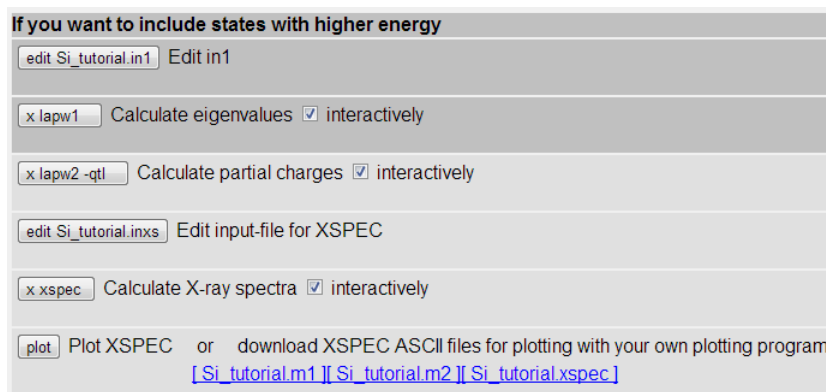 If you want to include states with higher energy
edit Si_tutorial.in1 Edit in1
x lapw1 Calculate eigenvalues interactively
x lapw2 -qtl Calculate partial charges interactively
edit Si_tutorial.inxs Edit input-file for XSPEC
x xspec Calculate X-ray spectra interactively
plot Plot XSPEC or download XSPEC ASCII files for plotting with your own plotting program
[ Si_tutorial.m1 ][ Si_tutorial.m2 ][ Si_tutorial.xspec ]